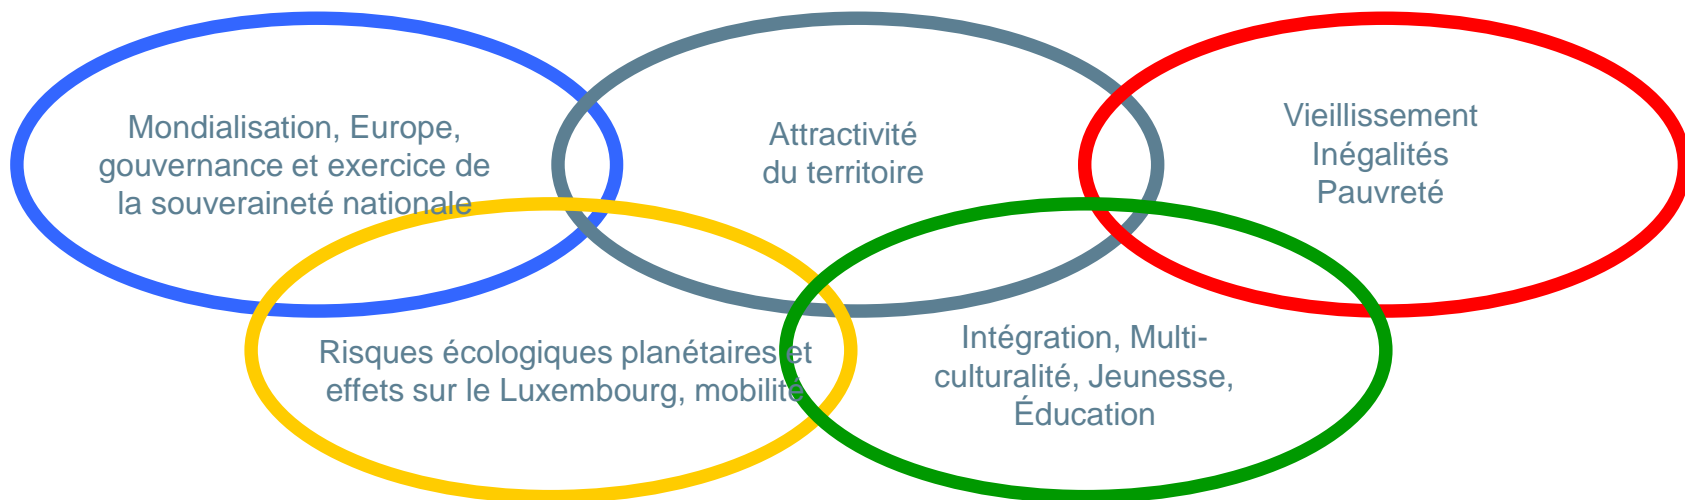 Mondialisation, Europe,
gouvernance et exercice de
la souveraineté nationale
Attractivité
du territoire
Vieillissement
Inégalités
Pauvreté
Risques écologiques planétaires et
effets sur le Luxembourg, mobilité
Intégration, Multi-
culturalité, Jeunesse,
Éducation